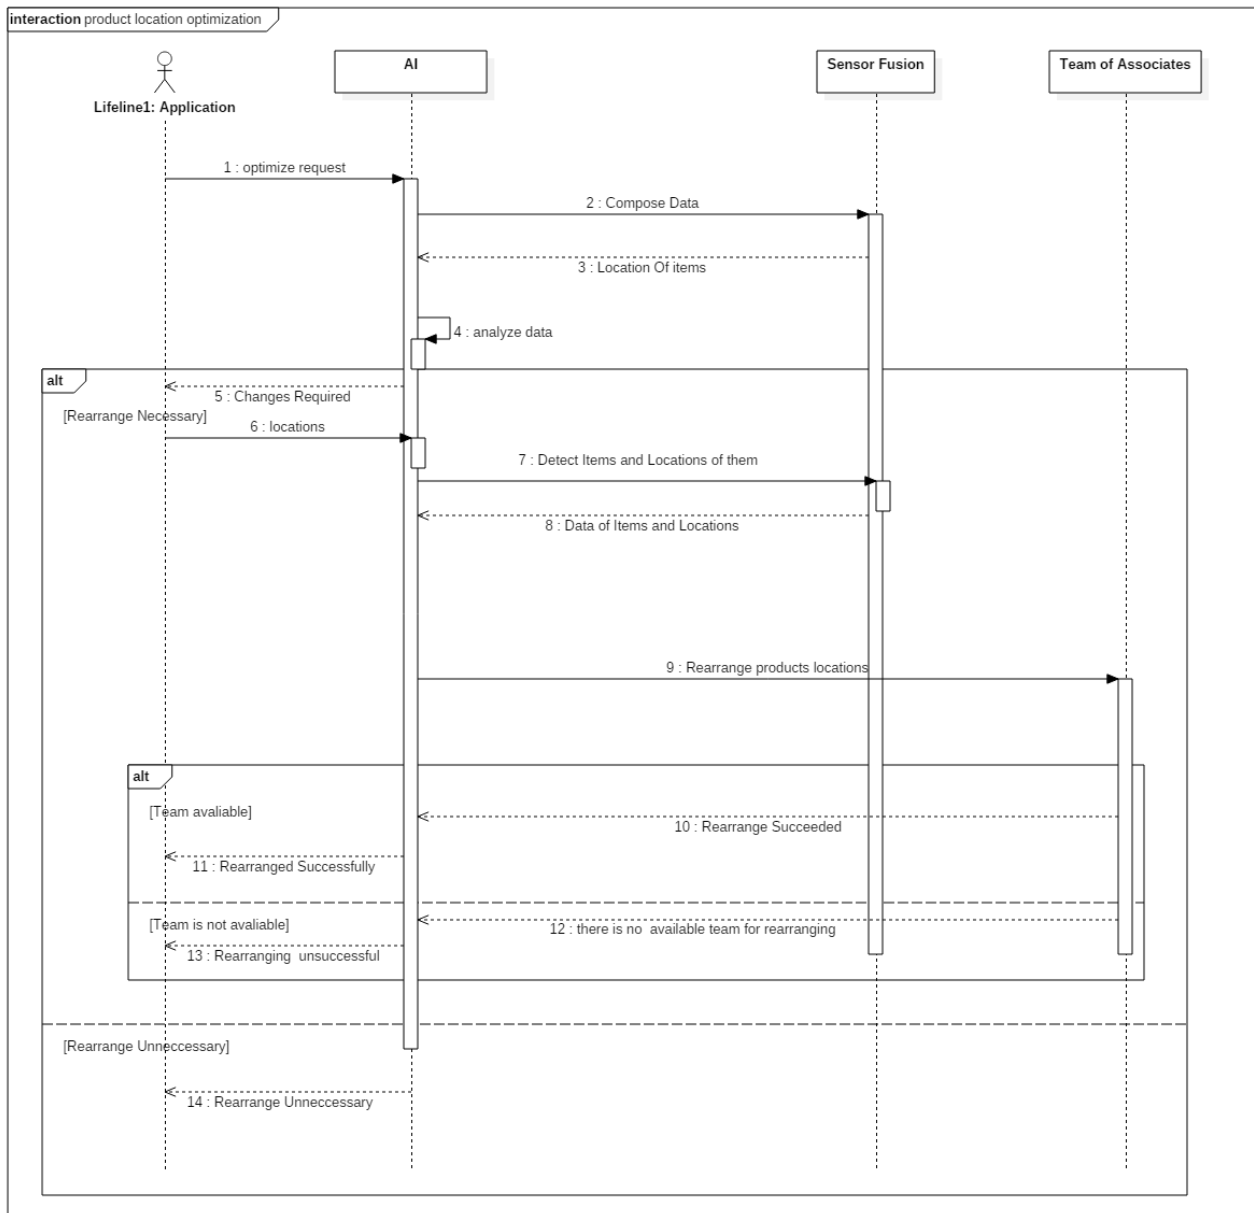 interaction product location optimization
AI
Sensor Fusion
Team of Associates
Lifeline1: Application
1 : optimize request
2 : Compose Data
3 : Location Of items
4 : analyze data
alt
5 : Changes Required
[Rearrange Necessary]
6 : locations
7 : Detect Items and Locations of them
8 : Data of Items and Locations
9 : Rearrange products locations
alt
[Team avaliable]
10 : Rearrange Succeeded
11 : Rearranged Successfully
[Team is not avaliable]
12 : there is no  available team for rearranging
13 : Rearranging  unsuccessful
[Rearrange Unneccessary]
14 : Rearrange Unneccessary